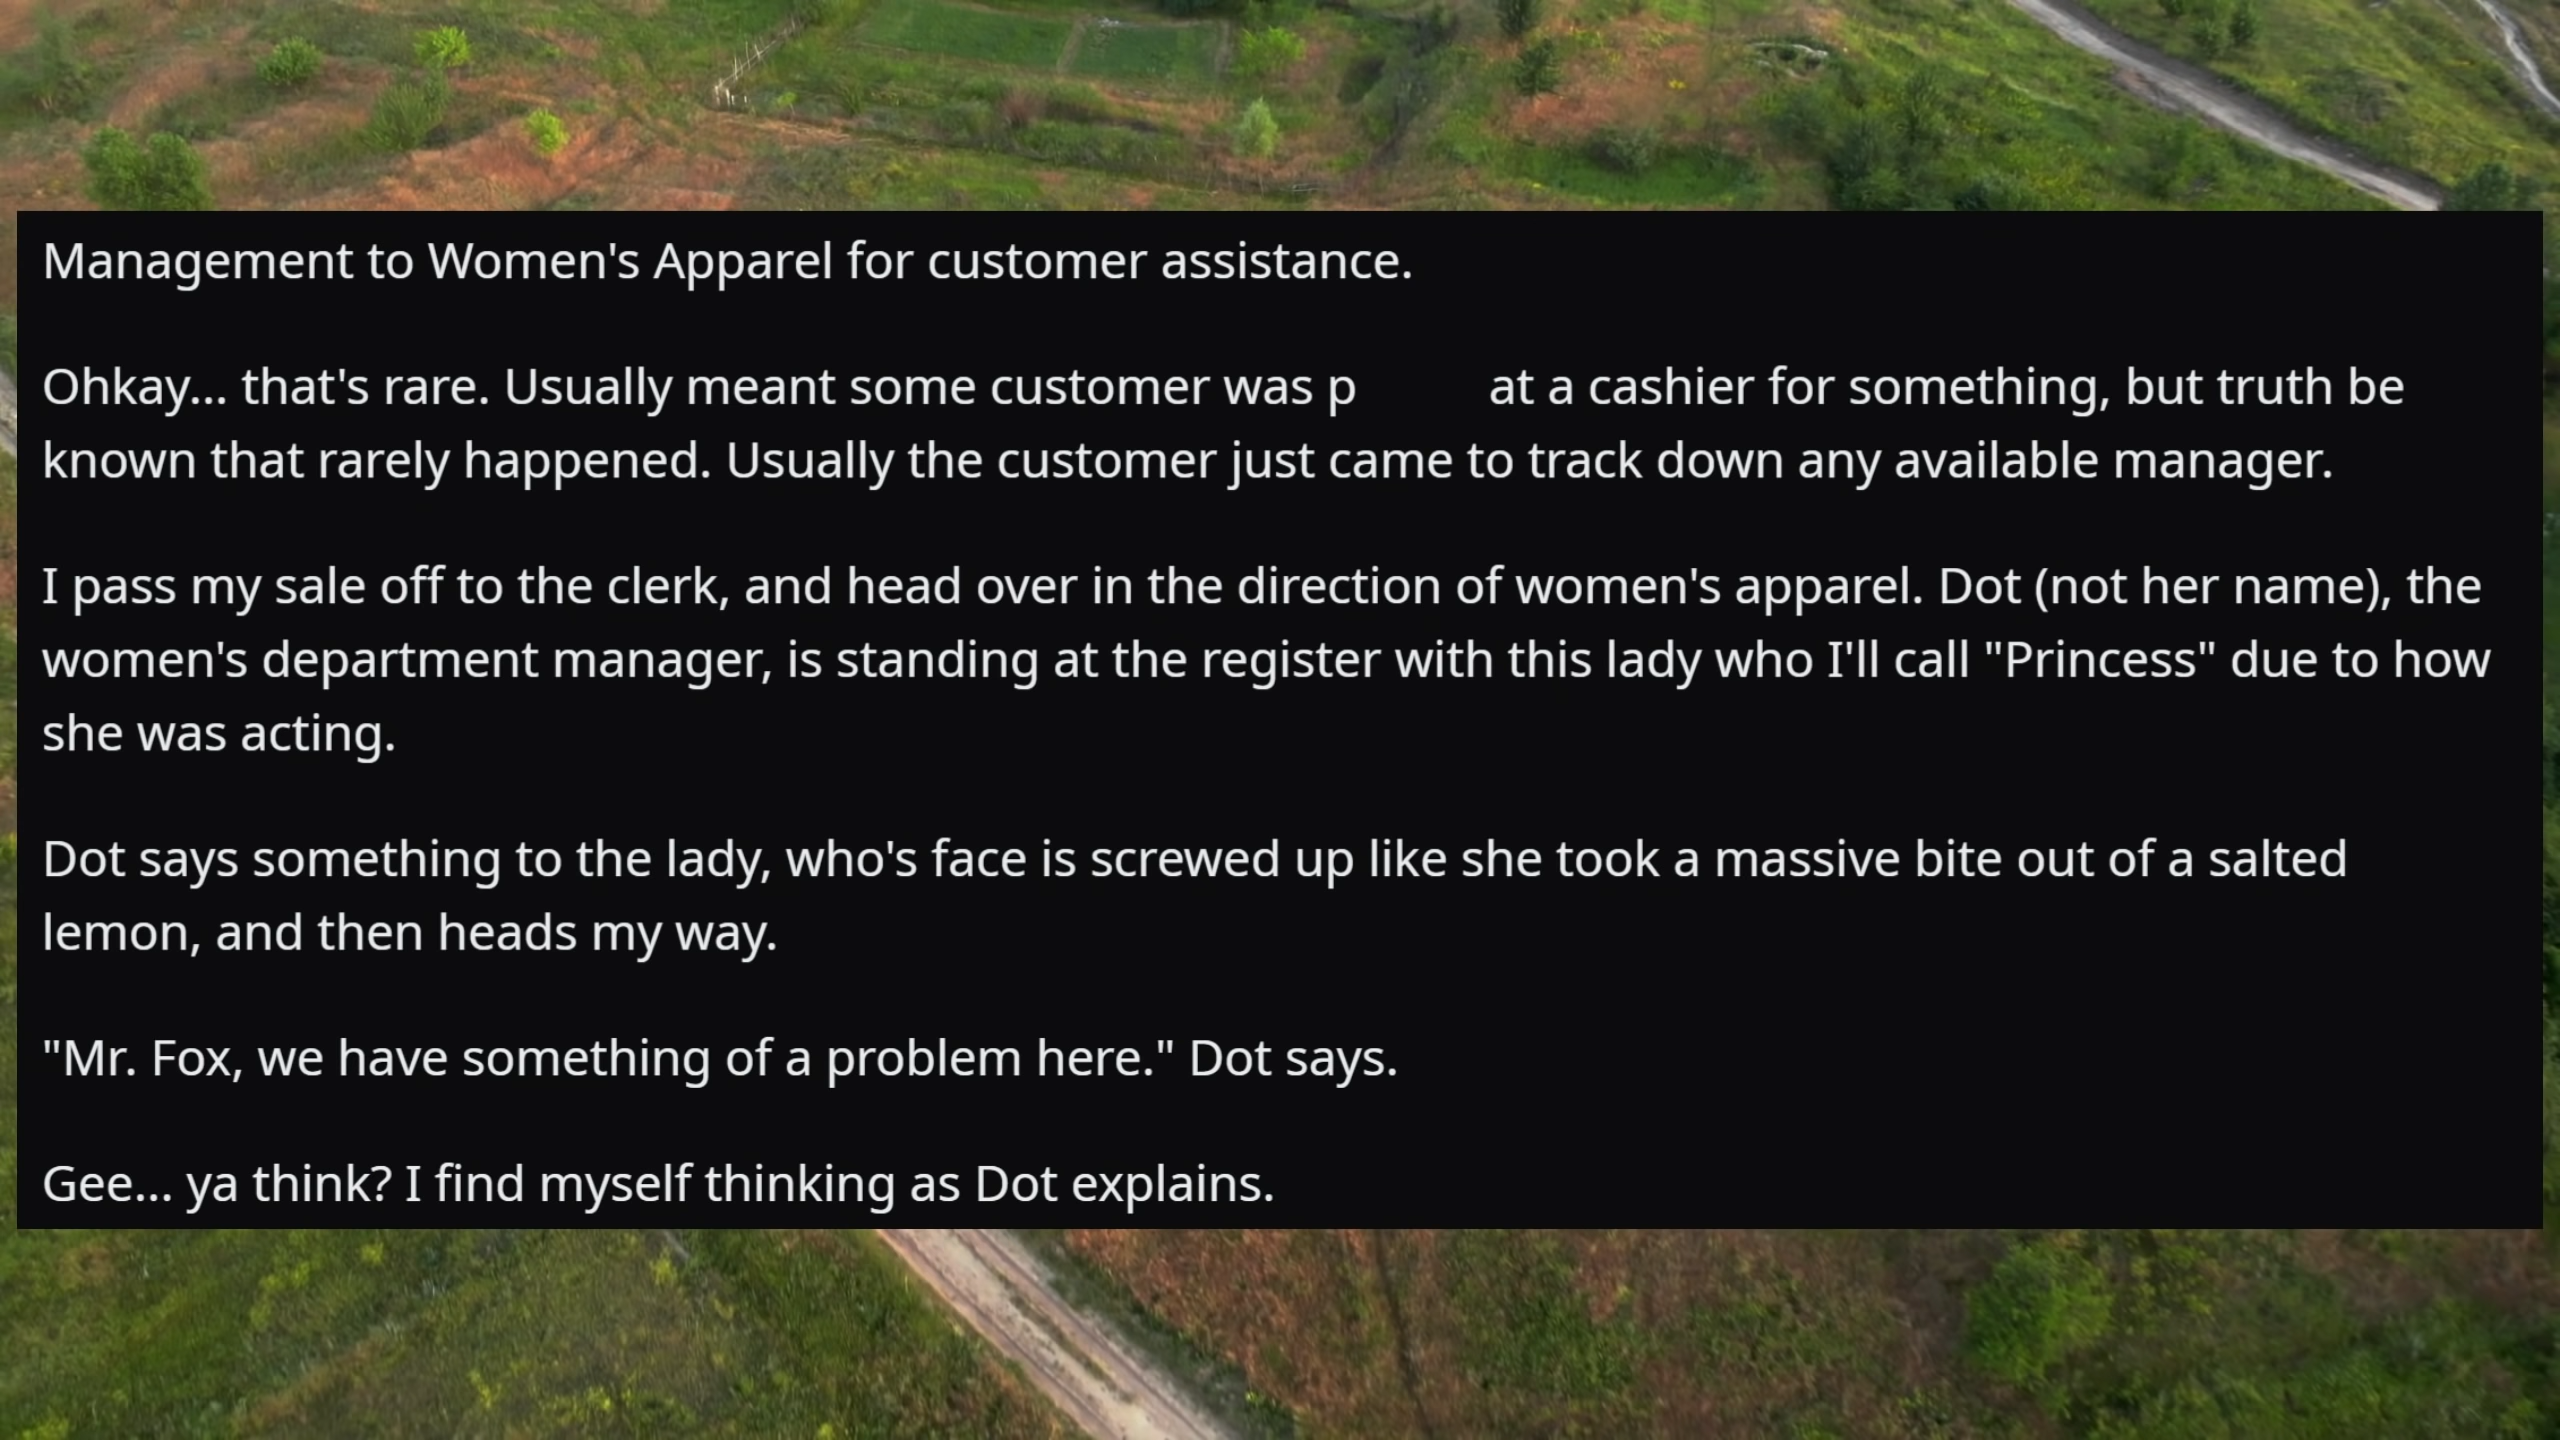 Management to Women's Apparel for customer assistance.
Ohkay... that's rare. Usually meant some customer was p at a cashier for something, but truth be
known that rarely happened. Usually the customer just came to track down any available manager.
I pass my sale off to the clerk, and head over in the direction of women's apparel. Dot (not her name), the
women's department manager, is standing at the register with this lady who I'll call "Princess" due to how
she was acting.
Dot says something to the lady, who's face is screwed up like she took a massive bite out of a salted
lemon, and then heads my way.
"Mr. Fox, we have something of a problem here." Dot says.
Gee... ya think? I find myself thinking as Dot explains.